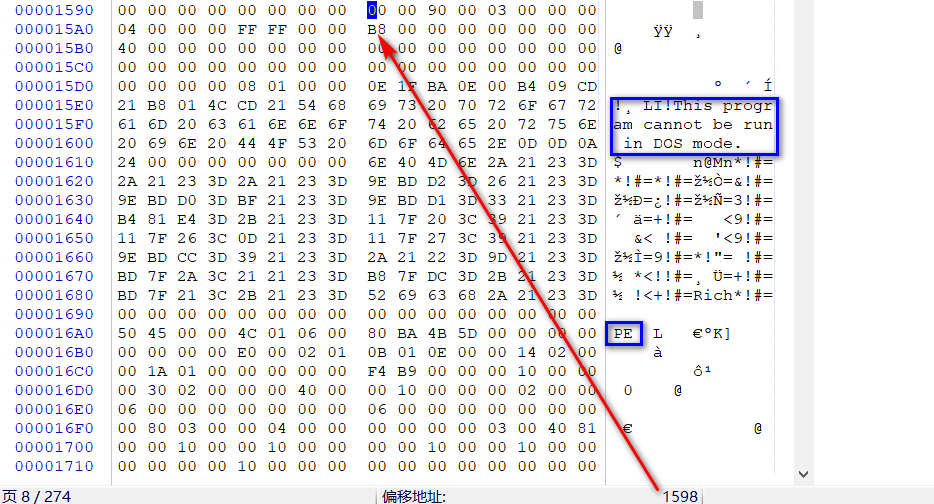 00001590 00 00 00 00 00 00 00 00 00 00 90 00 03 00 00 00
000015A0 04 00 00 00 FF FF 00 00 B8 00 00 00 00 00 00 00 ÿÿ ¸
000015B0 40 00 00 00 00 00 00 00 00 00 00 00 00 00 00 00 @
000015C0 00 00 00 00 00 00 00 00 00 00 00 00 00 00 00 00
000015D0 00 00 00 00 08 01 00 00 0E 1F BA 0E 00 B4 09 CD º ´ Í
000015E0 21 B8 01 4C CD 21 54 68 69 73 20 70 72 6F 67 72 !¸ LÍ!This progr
000015F0 61 6D 20 63 61 6E 6E 6F 74 20 62 65 20 72 75 6E am cannot be run
00001600 20 69 6E 20 44 4F 53 20 6D 6F 64 65 2E 0D 0D 0A in DOS mode.
00001610 24 00 00 00 00 00 00 00 6E 40 4D 6E 2A 21 23 3D $ n@Mn*!#=
00001620 2A 21 23 3D 2A 21 23 3D 9E BD D2 3D 26 21 23 3D *!#=*!#=ž½Ò=&!#=
00001630 9E BD D0 3D BF 21 23 3D 9E BD D1 3D 33 21 23 3D ž½Ð=¿!#=ž½Ñ=3!#=
00001640 B4 81 E4 3D 2B 21 23 3D 11 7F 20 3C 39 21 23 3D ´ ä=+!#= <9!#=
00001650 11 7F 26 3C 0D 21 23 3D 11 7F 27 3C 39 21 23 3D &< !#= '<9!#=
00001660 9E BD CC 3D 39 21 23 3D 2A 21 22 3D 9D 21 23 3D ž½Ì=9!#=*!"= !#=
00001670 BD 7F 2A 3C 21 21 23 3D B8 7F DC 3D 2B 21 23 3D ½ *<!!#=¸ Ü=+!#=
00001680 BD 7F 21 3C 2B 21 23 3D 52 69 63 68 2A 21 23 3D ½ !<+!#=Rich*!#=
00001690 00 00 00 00 00 00 00 00 00 00 00 00 00 00 00 00
000016A0 50 45 00 00 4C 01 06 00 80 BA 4B 5D 00 00 00 00 PE L €ºK]
000016B0 00 00 00 00 E0 00 02 01 0B 01 0E 00 00 14 02 00 à
000016C0 00 1A 01 00 00 00 00 00 F4 B9 00 00 00 10 00 00 ô¹
000016D0 00 30 02 00 00 00 40 00 00 10 00 00 00 02 00 00 0 @
000016E0 06 00 00 00 00 00 00 00 06 00 00 00 00 00 00 00
000016F0 00 80 03 00 00 04 00 00 00 00 00 00 03 00 40 81 € @
00001700 00 00 10 00 00 10 00 00 00 00 10 00 00 10 00 00
00001710 00 00 00 00 10 00 00 00 00 00 00 00 00 00 00 00
页 8 / 274 偏移地址: 1598